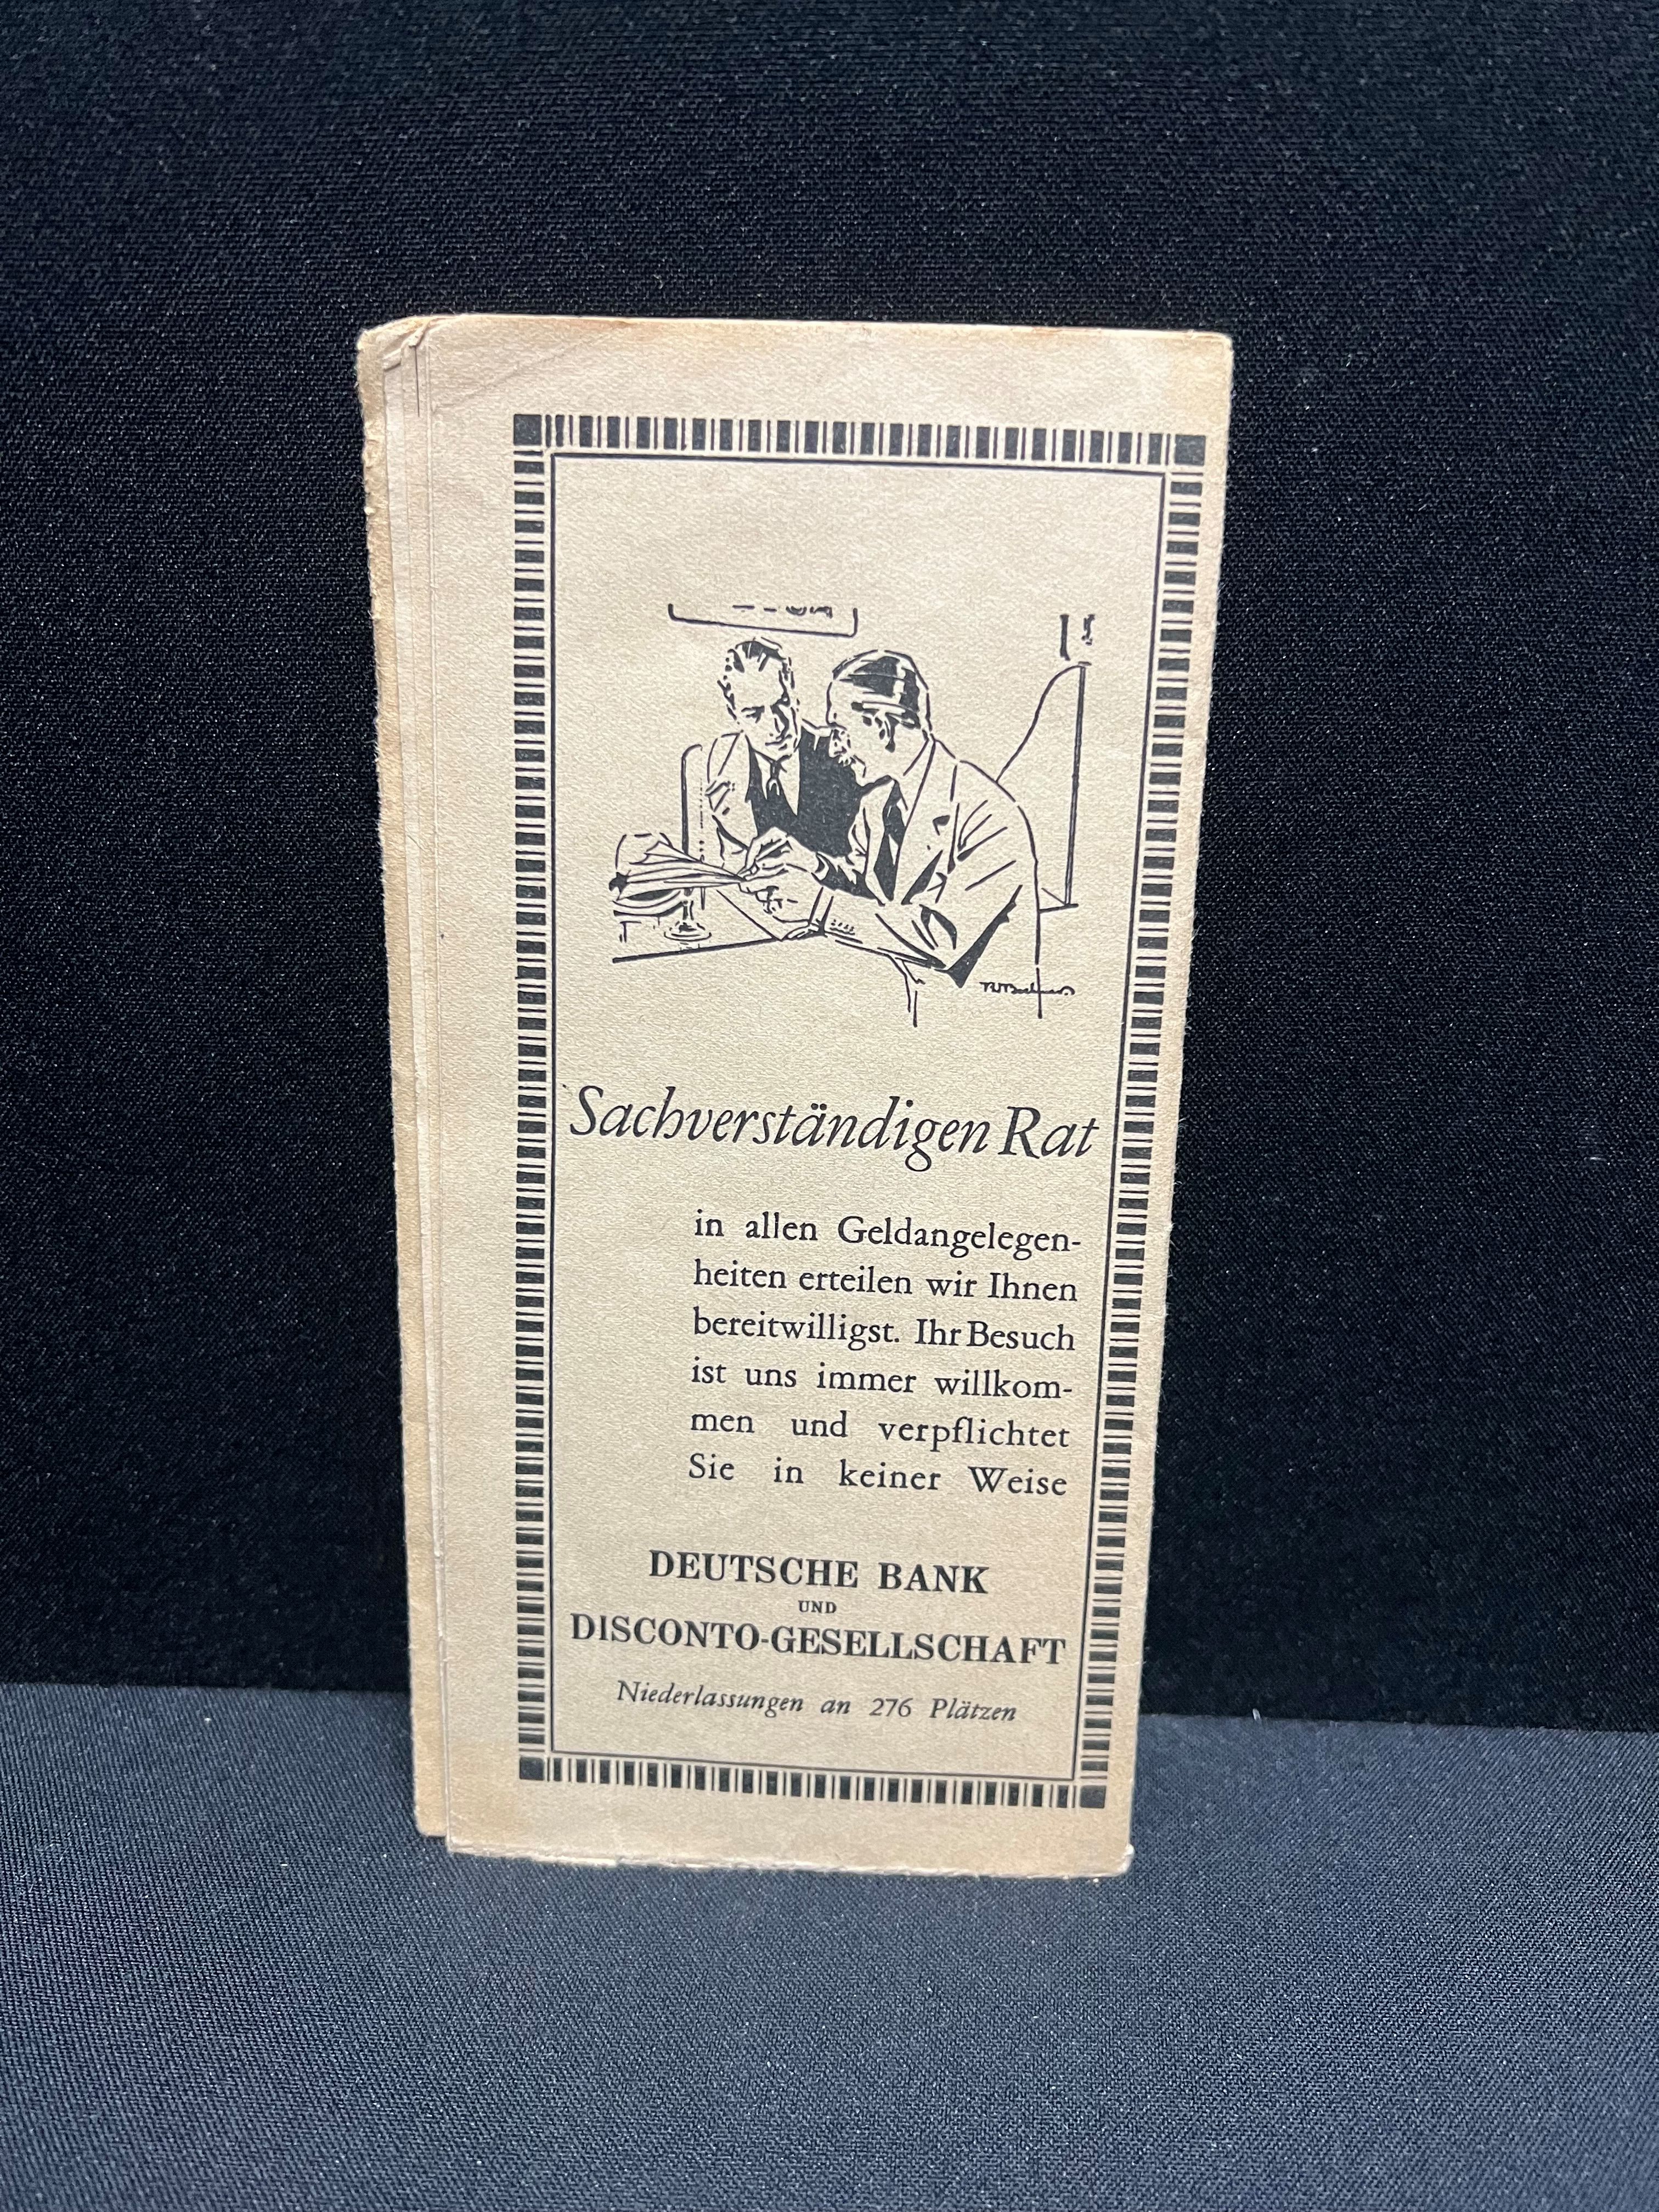 Sachverständigen Rat
in allen Geldangelegen-
heiten erteilen wir Ihnen
bereitwilligst. Ihr Besuch
ist uns immer willkom-
men und verpflichtet
Sie in keiner Weise
DEUTSCHE BANK
UND
DISCONTO-GESELLSCHAFT
Niederlassungen an 276 Plätzen